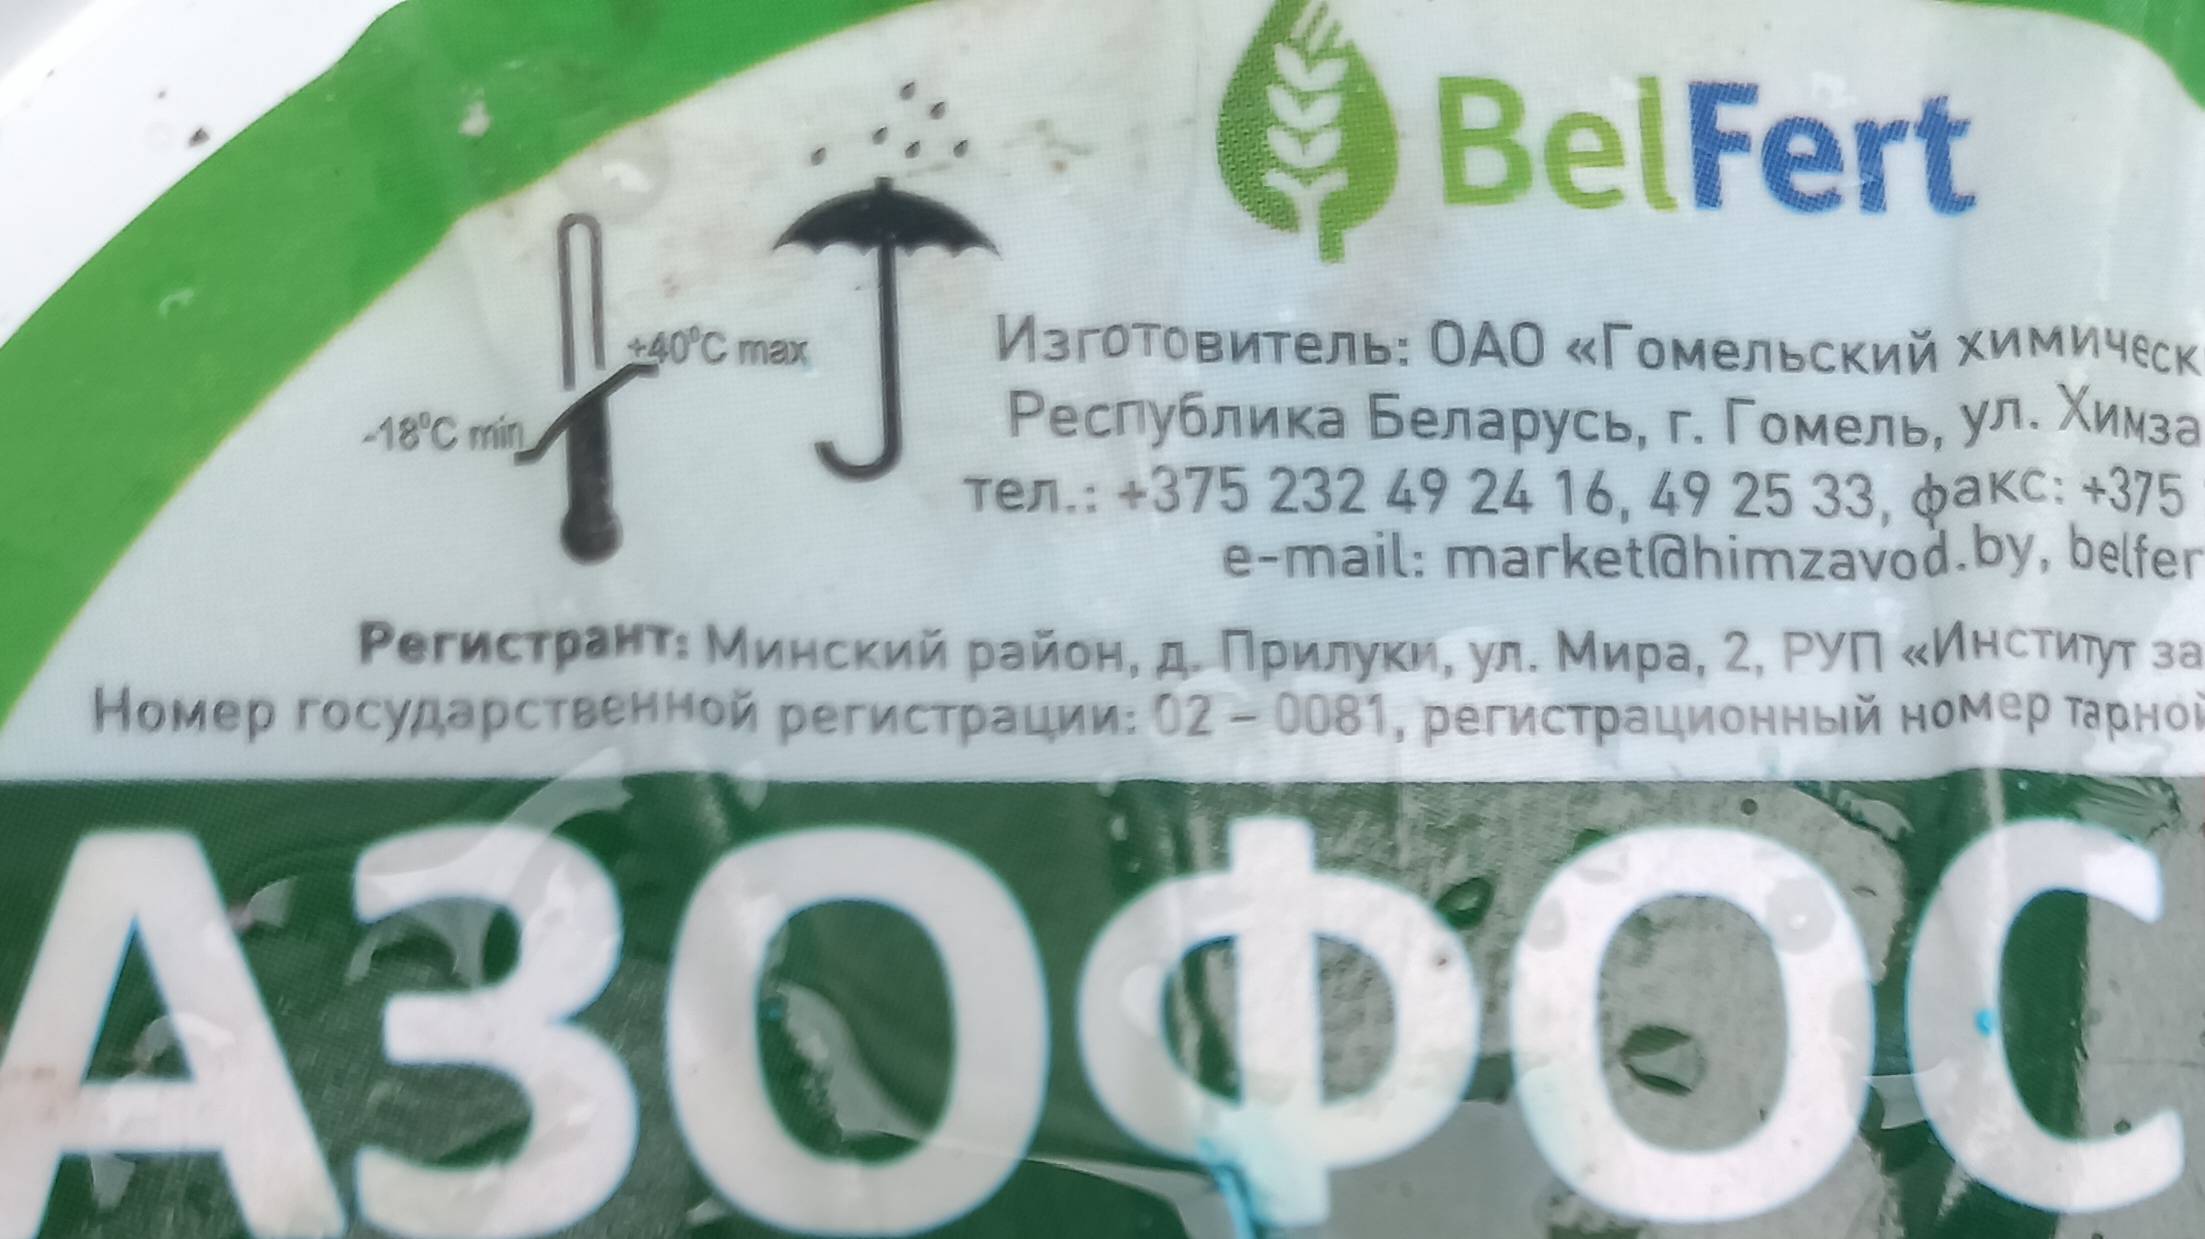 BelFert
+40°C max
-18°C min
Изготовитель: ОАО «Гомельский химическ
Республика Беларусь, г. Гомель, ул. Химза
тел.: +375 232 49 24 16, 49 25 33, факс: +375
e-mail: market@himzavod.by, belfer
Регистрант: Минский район, д. Прилуки, ул. Мира, 2, РУП «Институт за
Номер государственной регистрации: 02 – 0081, регистрационный номер тарной
АЗОФОС